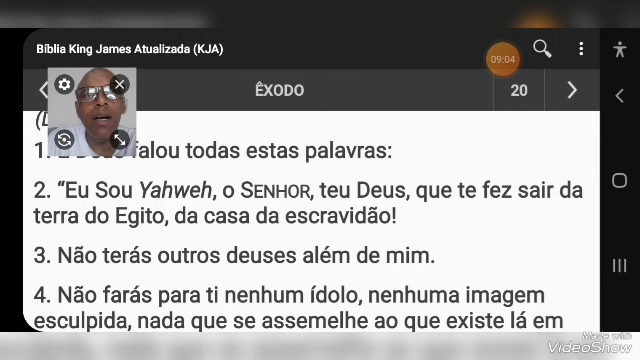 Bíblia King James Atualizada (KJA)
09:04
ÊXODO
20
falou todas estas palavras:
2. “Eu Sou Yahweh, o SENHOR, teu Deus, que te fez sair da
terra do Egito, da casa da escravidão!
3. Não terás outros deuses além de mim.
4. Não farás para ti nenhum ídolo, nenhuma imagem
esculpida, nada que se assemelhe ao que existe lá em
Made with
VideoShow